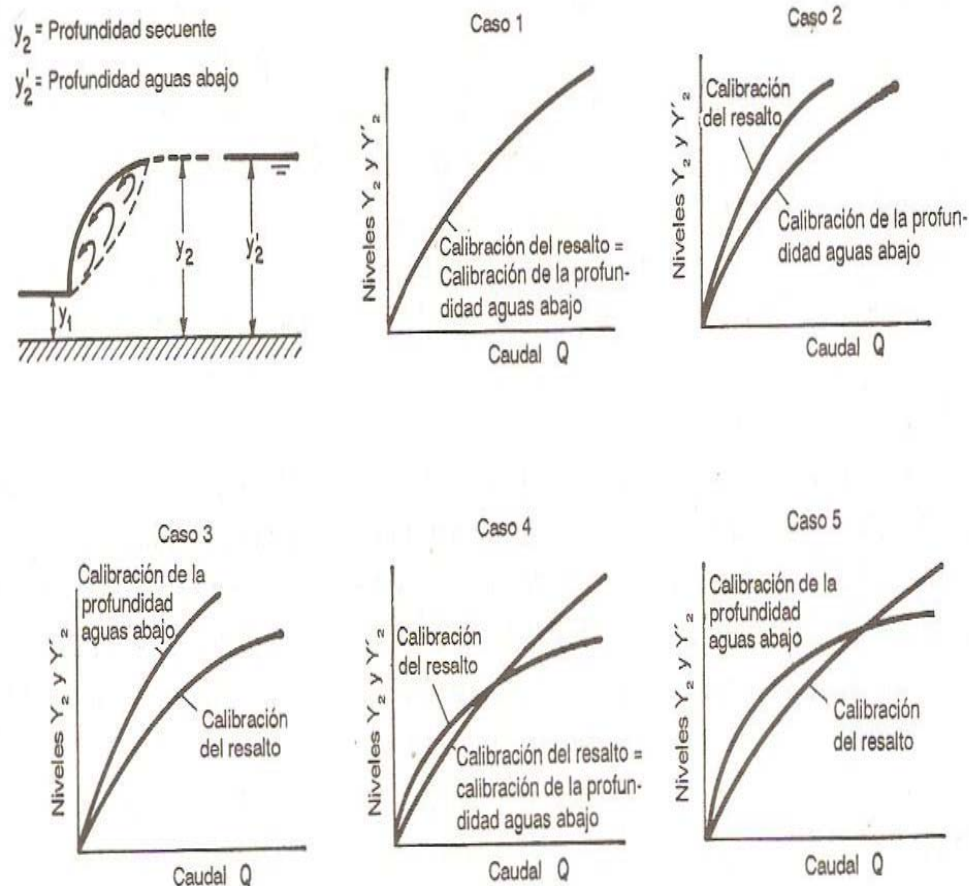 y₂ = Profundidad secuente
y₂' = Profundidad aguas abajo
y₁
y₂
y₂'
Caso 1
Niveles Y₂ y Y'₂
Calibración del resalto =
Calibración de la profun-
didad aguas abajo
Caudal Q
Caso 2
Niveles Y₂ y Y'₂
Calibración
del resalto
Calibración de la profun-
didad aguas abajo
Caudal Q
Caso 3
Niveles Y₂ y Y'₂
Calibración de la
profundidad
aguas abajo
Calibración
del resalto
Caudal Q
Caso 4
Niveles Y₂ y Y'₂
Calibración
del resalto
Calibración del resalto =
calibración de la profun-
didad aguas abajo
Caudal Q
Caso 5
Niveles Y₂ y Y'₂
Calibración de la
profundidad
aguas abajo
Calibración
del resalto
Caudal Q